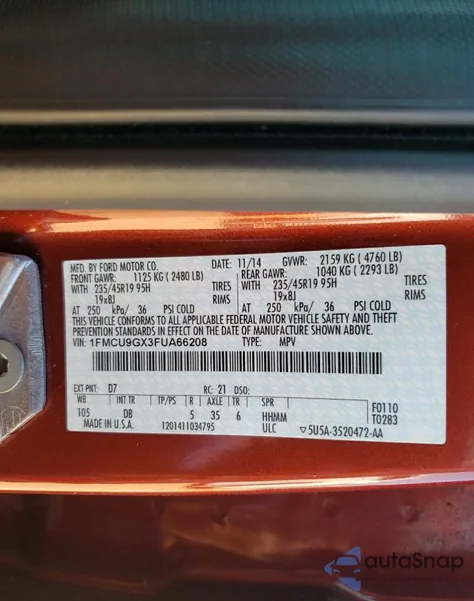 MFD. BY FORD MOTOR CO. DATE: 11/14 GVWR: 2159 KG ( 4760 LB)
FRONT GAWR: 1125 KG ( 2480 LB) REAR GAWR: 1040 KG ( 2293 LB)
WITH 235/45R19 95H TIRES WITH 235/45R19 95H TIRES
19x8J RIMS 19x8J RIMS
AT 250 kPa/ 36 PSI COLD AT 250 kPa/ 36 PSI COLD
CONFORMS TO ALL APPLICABLE FEDERAL MOTOR VEHICLE SAFETY AND
THEFT PREVENTION STANDARDS IN EFFECT ON THE DATE OF MANUFACTURE SHOWN ABOVE.
VIN: 1FMCU9GX3FUA66208 TYPE: MPV
EXT PNT: D7 RC: 21 DSO:
WB INT TR TP/PS R AXLE TR SPR
105 DB 5 35 6 HHMM F0110
T0283
MADE IN U.S.A. 1201411034795 ULC ▽5U5A-3520472-AA
autoSnap